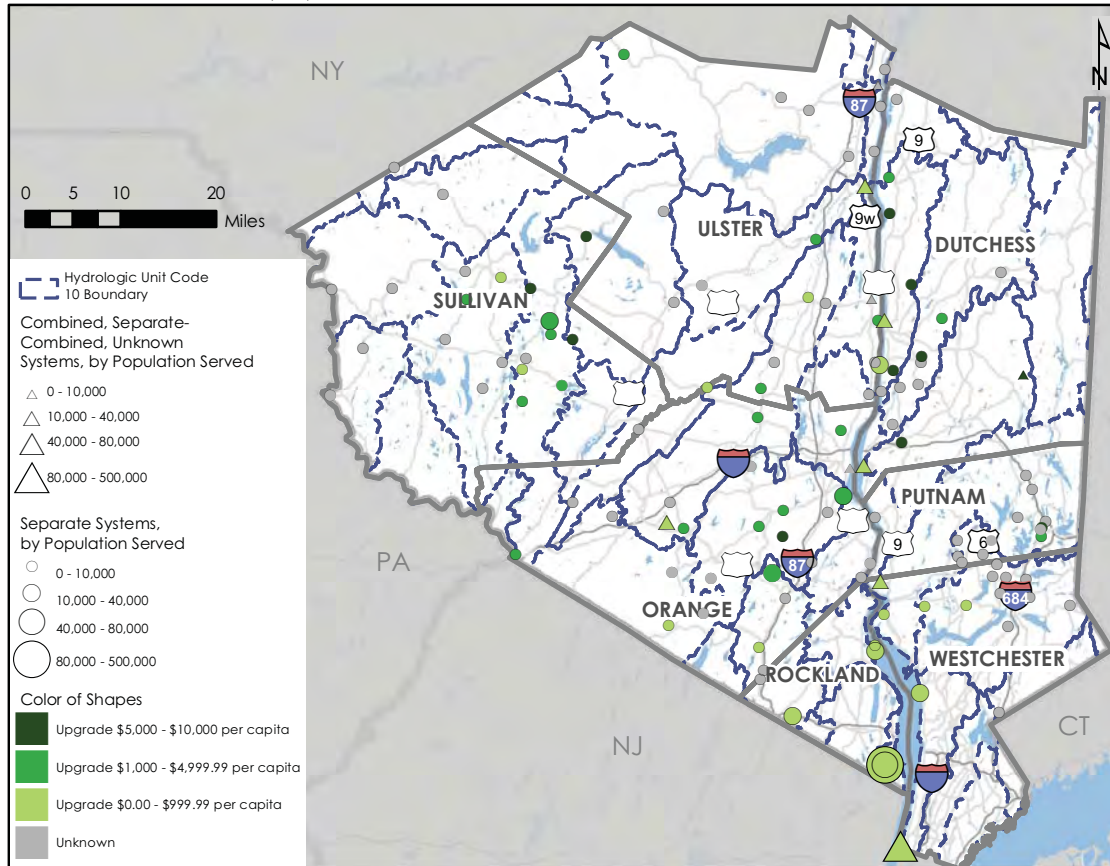 NY
N
87
9
0 5 10 20
Miles
9w
ULSTER
DUTCHESS
Hydrologic Unit Code
10 Boundary
SULLIVAN
Combined, Separate-
Combined, Unknown
Systems, by Population Served
0 - 10,000
10,000 - 40,000
40,000 - 80,000
80,000 - 500,000
PUTNAM
Separate Systems,
by Population Served
0 - 10,000
10,000 - 40,000
40,000 - 80,000
80,000 - 500,000
PA
9
6
87
684
ORANGE
ROCKLAND
WESTCHESTER
Color of Shapes
Upgrade $5,000 - $10,000 per capita
Upgrade $1,000 - $4,999.99 per capita
Upgrade $0.00 - $999.99 per capita
Unknown
NJ
CT